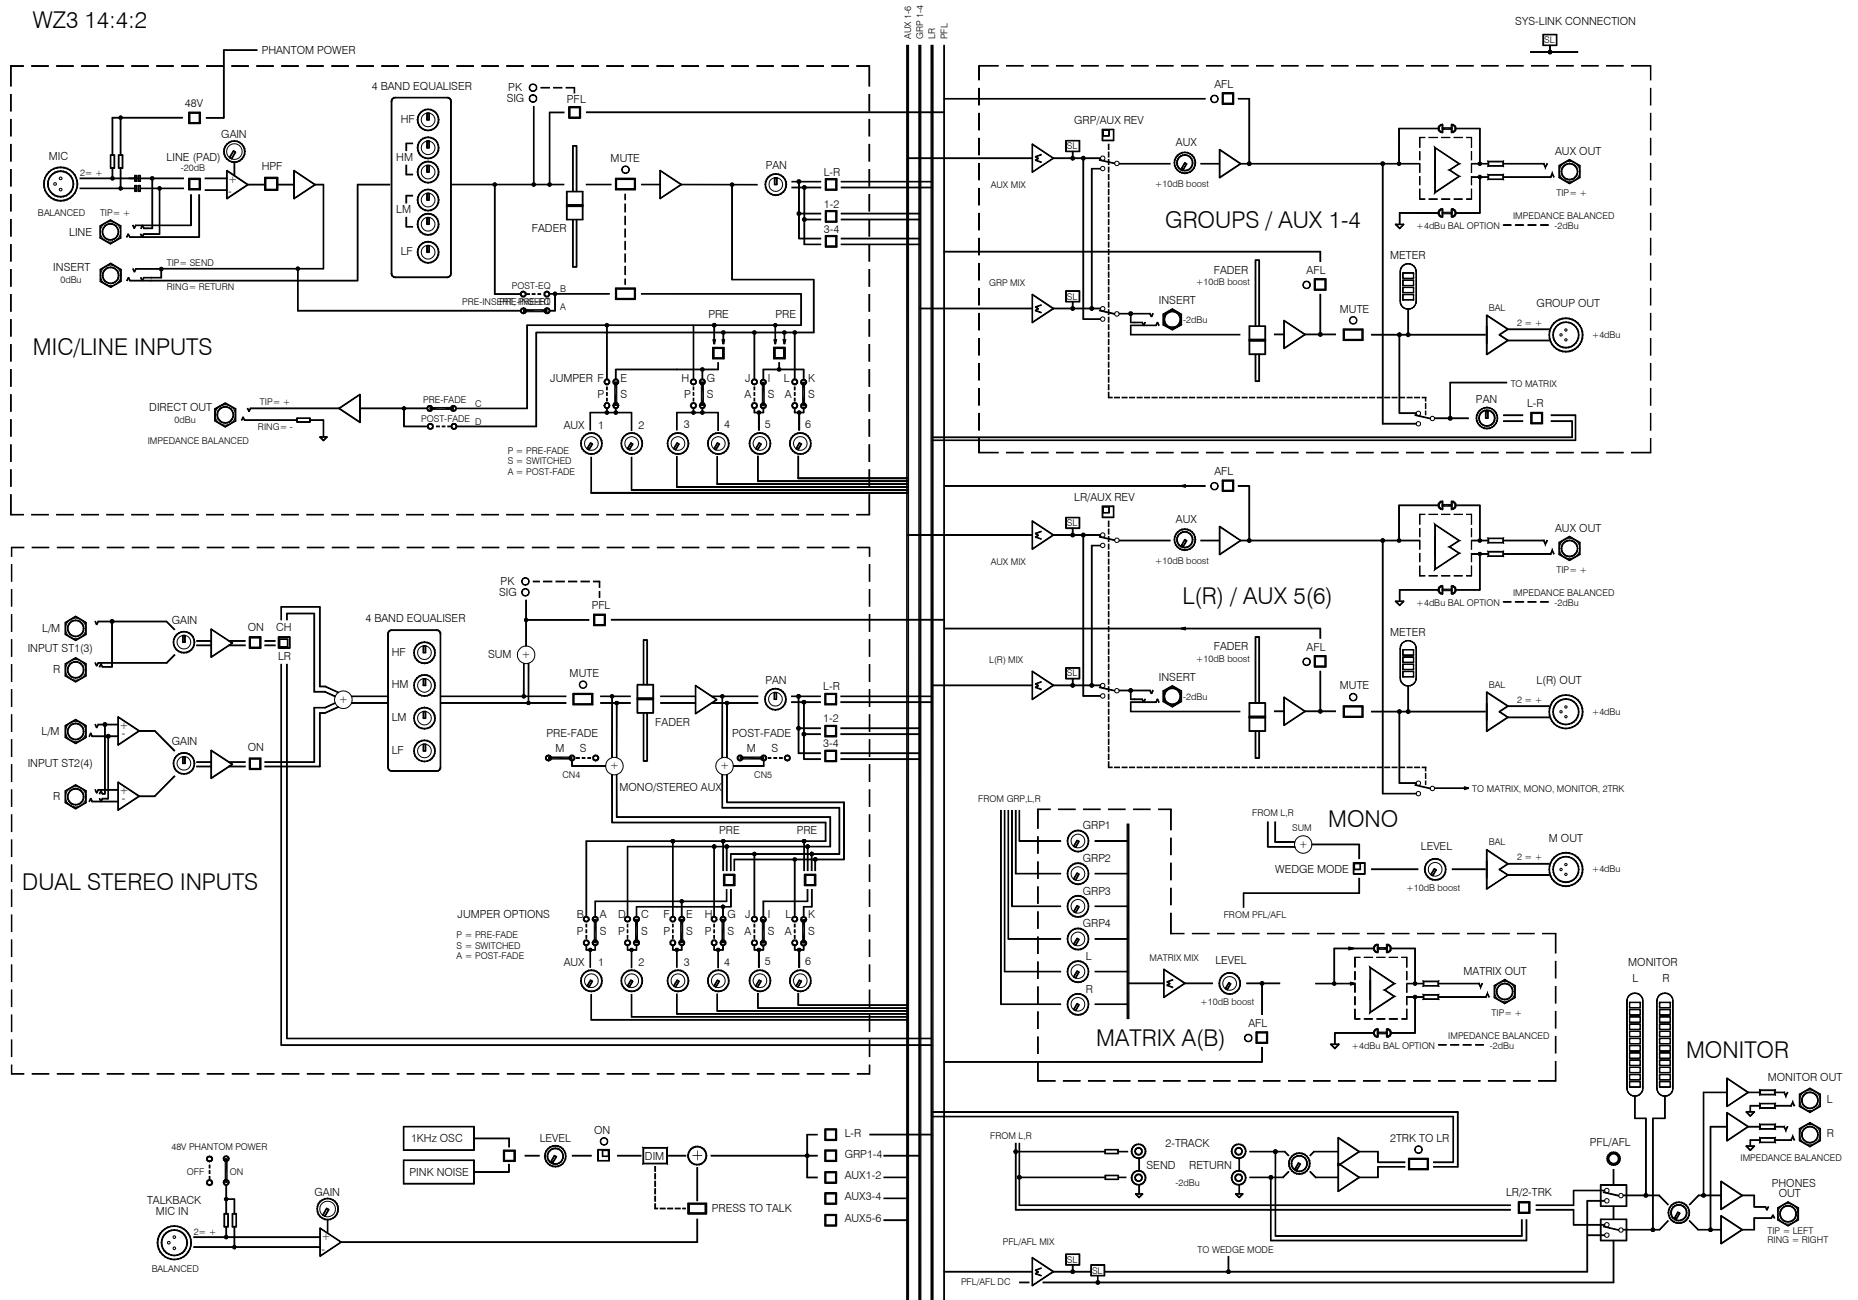 WZ3 14:4:2
AUX 1-6
GRP 1-4
LR
PFL
SYS-LINK CONNECTION
SL
PHANTOM POWER
48V
GAIN
MIC
2= +
BALANCED
LINE (PAD)
-20dB
HPF
+
-
TIP= +
LINE
INSERT
0dBu
TIP= SEND
RING= RETURN
4 BAND EQUALISER
HF
HM
LM
LF
PK
SIG
PFL
MUTE
FADER
PAN
L-R
1-2
3-4
POST-EQ
B
A
PRE
PRE
MIC/LINE INPUTS
JUMPER
F E
H G
J I
L K
P S
P S
A S
A S
DIRECT OUT
0dBu
TIP= +
RING= -
IMPEDANCE BALANCED
PRE-FADE
C
POST-FADE
D
AUX
1
2
3
4
5
6
P = PRE-FADE
S = SWITCHED
A = POST-FADE
AFL
GRP/AUX REV
SL
AUX MIX
AUX
+10dB boost
GROUPS / AUX 1-4
AUX OUT
TIP= +
IMPEDANCE BALANCED
+4dBu BAL OPTION
-2dBu
GRP MIX
SL
INSERT
-2dBu
FADER
+10dB boost
AFL
MUTE
METER
BAL
2 = +
GROUP OUT
+4dBu
TO MATRIX
PAN
L-R
AFL
LR/AUX REV
SL
AUX MIX
AUX
+10dB boost
L(R) / AUX 5(6)
AUX OUT
TIP= +
IMPEDANCE BALANCED
+4dBu BAL OPTION
-2dBu
L(R) MIX
SL
INSERT
-2dBu
FADER
+10dB boost
AFL
MUTE
METER
BAL
2 = +
L(R) OUT
+4dBu
TO MATRIX, MONO, MONITOR, 2TRK
L/M
INPUT ST1(3)
R
GAIN
ON
CH
LR
L/M
INPUT ST2(4)
R
+
-
+
-
GAIN
ON
+
4 BAND EQUALISER
HF
HM
LM
LF
PK
SIG
PFL
SUM
+
MUTE
FADER
PAN
L-R
1-2
3-4
PRE-FADE
M S
CN4
+
POST-FADE
M S
CN5
+
MONO/STEREO AUX
PRE
PRE
DUAL STEREO INPUTS
JUMPER OPTIONS
P = PRE-FADE
S = SWITCHED
A = POST-FADE
B A
D C
F E
H G
J I
L K
P S
P S
P S
P S
A S
A S
AUX
1
2
3
4
5
6
FROM GRP,L,R
GRP1
GRP2
GRP3
GRP4
L
R
MATRIX MIX
LEVEL
+10dB boost
AFL
MATRIX A(B)
MATRIX OUT
TIP= +
IMPEDANCE BALANCED
+4dBu BAL OPTION
-2dBu
FROM L,R
SUM
+
MONO
WEDGE MODE
FROM PFL/AFL
LEVEL
+10dB boost
BAL
2 = +
M OUT
+4dBu
MONITOR
L R
MONITOR
MONITOR OUT
L
R
IMPEDANCE BALANCED
PHONES
OUT
TIP = LEFT
RING = RIGHT
PFL/AFL
LR/2-TRK
FROM L,R
2-TRACK
SEND
RETURN
-2dBu
2TRK TO LR
PFL/AFL MIX
SL
SL
TO WEDGE MODE
PFL/AFL DC
1KHz OSC
PINK NOISE
LEVEL
ON
DIM
+
PRESS TO TALK
L-R
GRP1-4
AUX1-2
AUX3-4
AUX5-6
48V PHANTOM POWER
OFF
ON
TALKBACK
MIC IN
2= +
BALANCED
GAIN
+
-